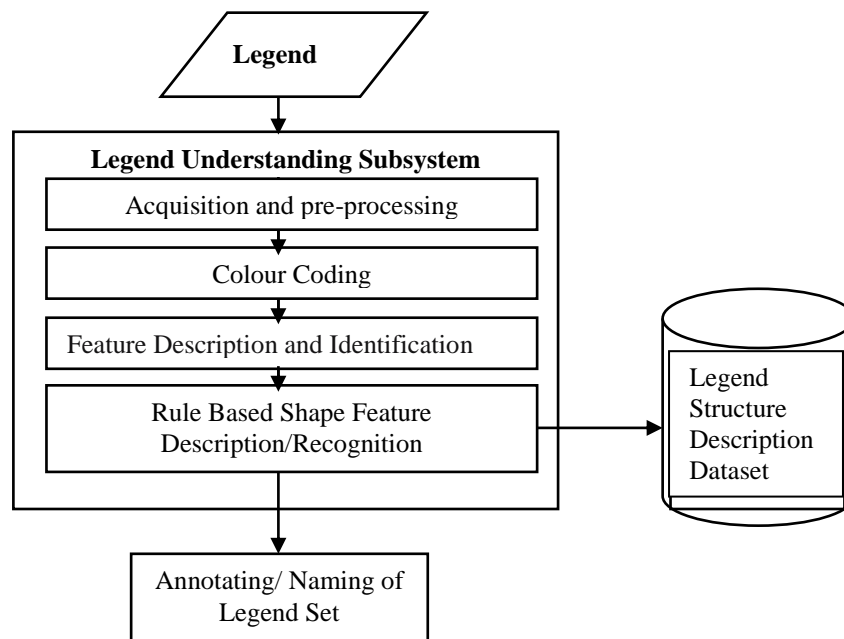 Legend
Legend Understanding Subsystem
Acquisition and pre-processing
Colour Coding
Feature Description and Identification
Rule Based Shape Feature
Description/Recognition
Legend
Structure
Description
Dataset
Annotating/ Naming of
Legend Set